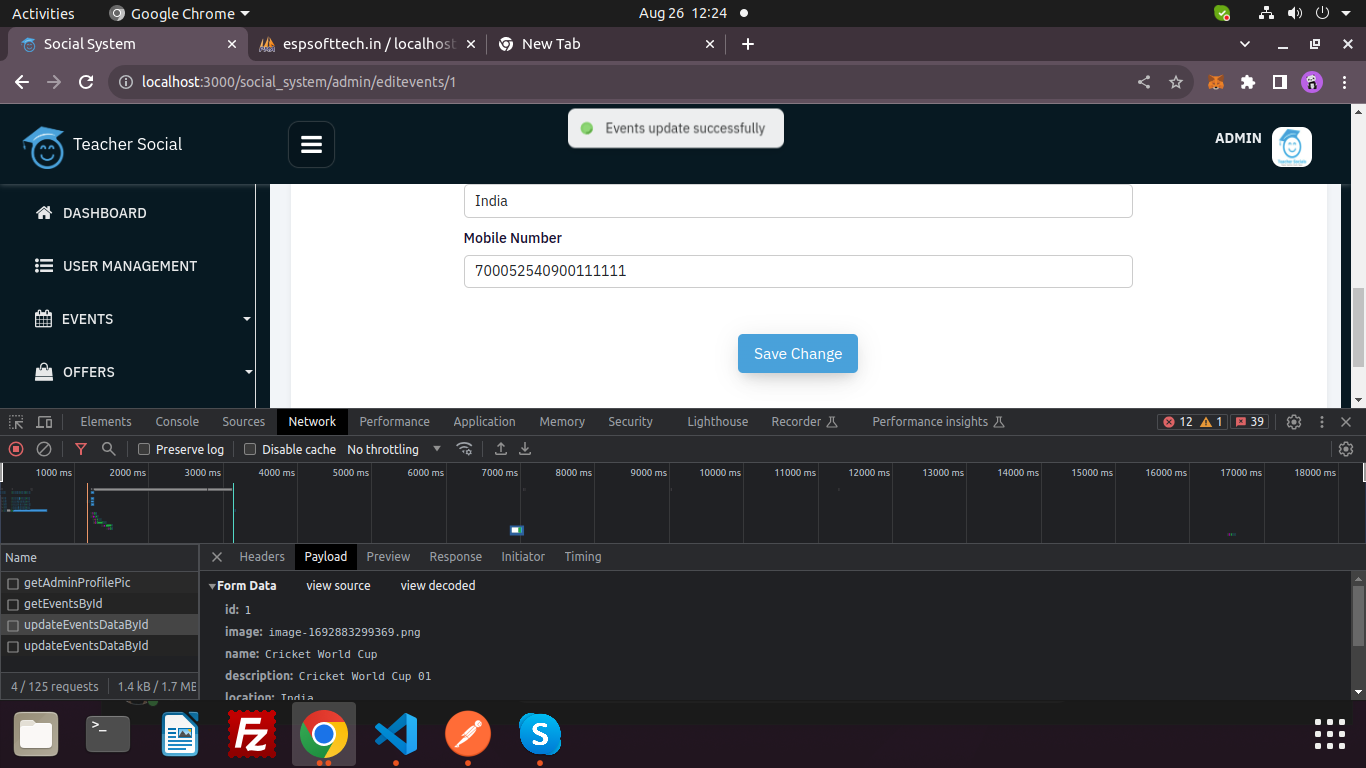 Activities Google Chrome Aug 26 12:24
Social System espsofttech.in / localhost New Tab
localhost:3000/social_system/admin/editevents/1
Teacher Social Events update successfully ADMIN
DASHBOARD
USER MANAGEMENT
EVENTS
OFFERS
India
Mobile Number
700052540900111111
Save Change
Elements Console Sources Network Performance Application Memory Security Lighthouse Recorder Performance insights 12 1 39
Preserve log Disable cache No throttling
1000 ms 2000 ms 3000 ms 4000 ms 5000 ms 6000 ms 7000 ms 8000 ms 9000 ms 10000 ms 11000 ms 12000 ms 13000 ms 14000 ms 15000 ms 16000 ms 17000 ms 18000 ms
Name
getAdminProfilePic
getEventsById
updateEventsDataById
updateEventsDataById
4 / 125 requests 1.4 kB / 1.7 ME
Headers Payload Preview Response Initiator Timing
Form Data view source view decoded
id: 1
image: image-1692883299369.png
name: Cricket World Cup
description: Cricket World Cup 01
location: India